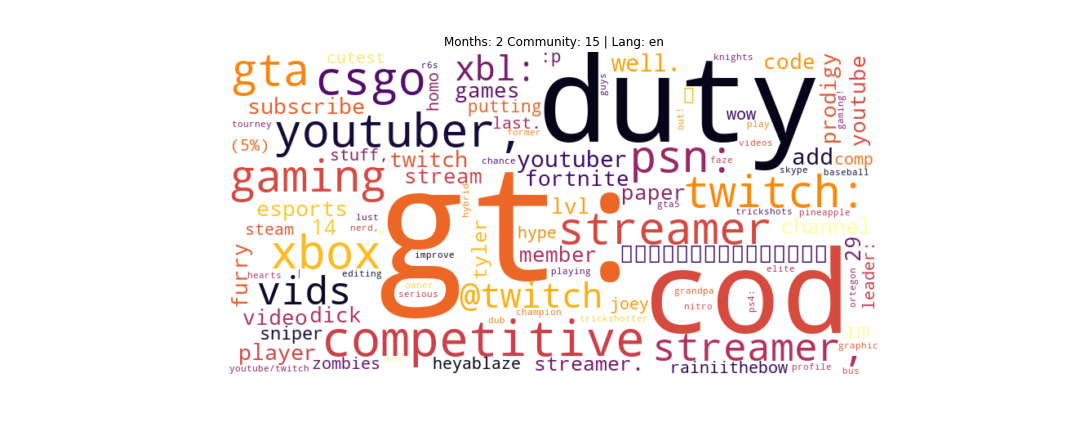 Months: 2 Community: 15 | Lang: en
cutest
r6s
:p
well.
knights
code
gta
csgo
xbl:
duty
homo
games
guys
prodigy
youtube
subscribe
putting
out!
wow
gaming!
tourney
youtuber,
last.
former
play
(5%)
stuff,
twitch
chance
youtuber
psn:
faze
videos
add
comp
skype
baseball
gaming
stream
fortnite
paper
twitch:
gta5
esports
14
lust
nerd,
gt:
hybrid
lvl
streamer
trickshots
pineapple
channel
steam
hype
xbox
improve
tyler
member
29
leader:
furry
hearts
|
editing
playing
cod
elite
ortegon
vids
owner
serious
@twitch
joey
grandpa
nitro
ps4:
video
dick
champion
dub
trickshotter
im
sniper
competitive
streamer,
graphic
player
zombies
heyablaze
streamer.
rainiithebow
profile
youtube/twitch
bus